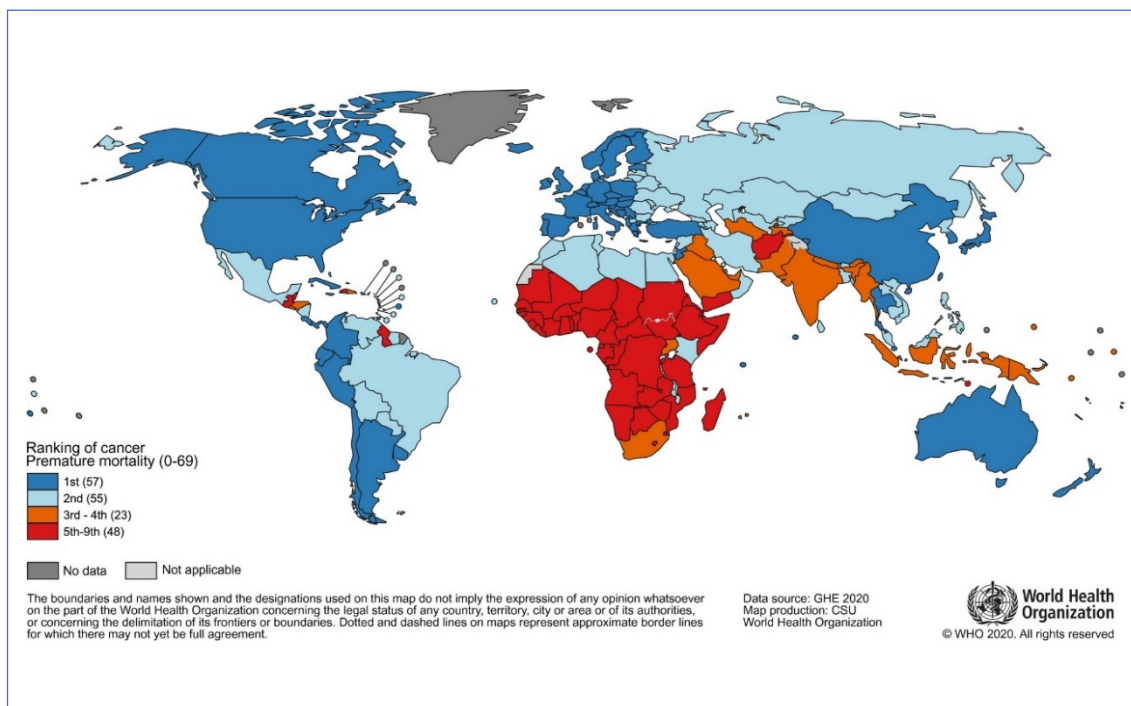 Ranking of cancer
Premature mortality (0-69)
1st (57)
2nd (55)
3rd - 4th (23)
5th-9th (48)
No data
Not applicable
The boundaries and names shown and the designations used on this map do not imply the expression of any opinion whatsoever
on the part of the World Health Organization concerning the legal status of any country, territory, city or area or of its authorities,
or concerning the delimitation of its frontiers or boundaries. Dotted and dashed lines on maps represent approximate border lines
for which there may not yet be full agreement.
Data source: GHE 2020
Map production: CSU
World Health Organization
World Health
Organization
© WHO 2020. All rights reserved